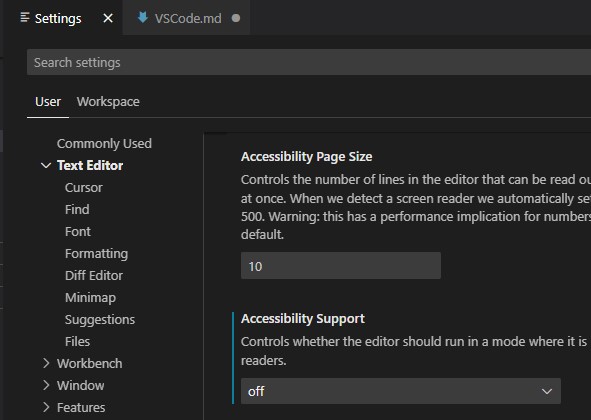 Settings
VSCode.md
Search settings
User
Workspace
Commonly Used
Text Editor
Cursor
Find
Font
Formatting
Diff Editor
Minimap
Suggestions
Files
Workbench
Window
Features
Accessibility Page Size
Controls the number of lines in the editor that can be read
at once. When we detect a screen reader we automatically
500. Warning: this has a performance implication for numbers
default.
10
Accessibility Support
Controls whether the editor should run in a mode where it is
readers.
off